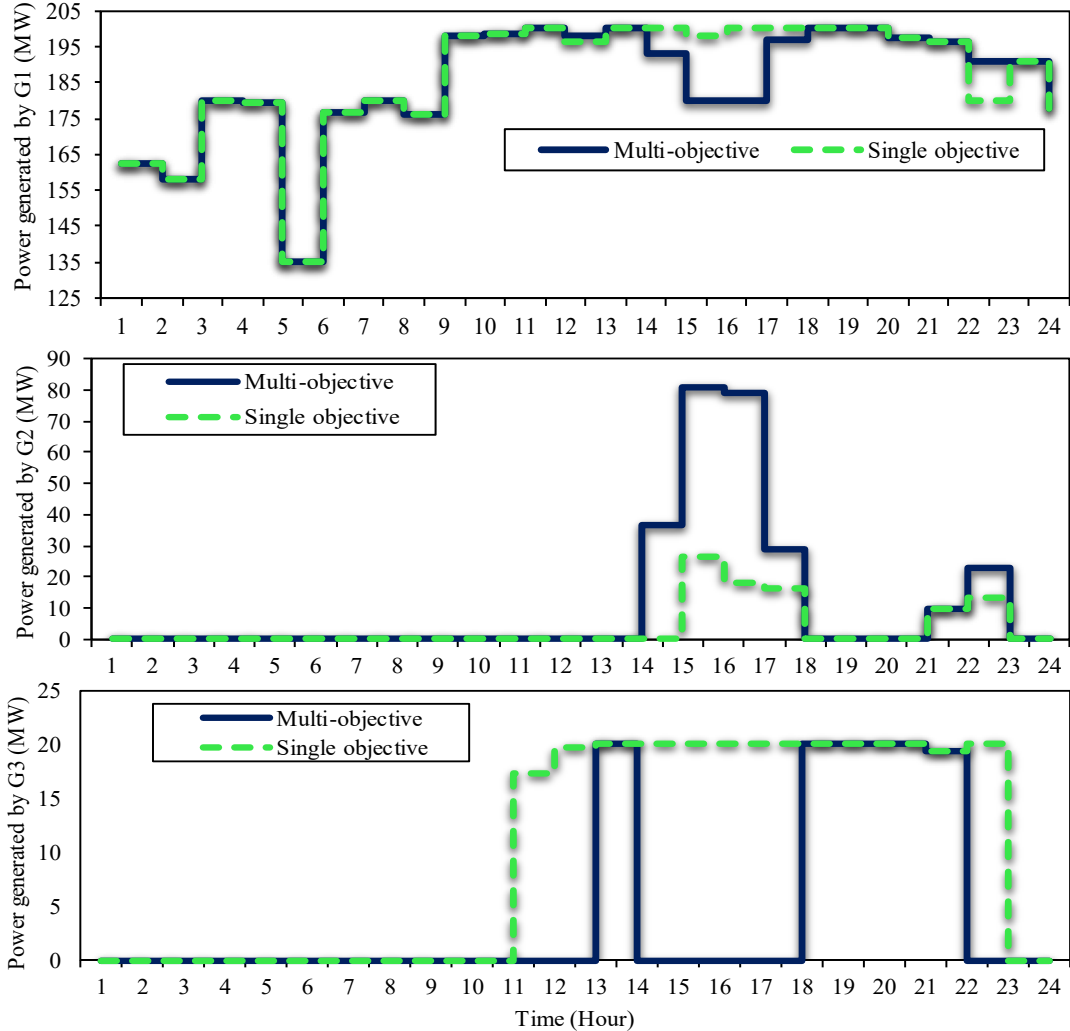 Power generated by G1 (MW)
205
195
185
175
165
155
145
135
125
Multi-objective
Single objective
1 2 3 4 5 6 7 8 9 10 11 12 13 14 15 16 17 18 19 20 21 22 23 24
Power generated by G2 (MW)
90
80
70
60
50
40
30
20
10
0
Multi-objective
Single objective
1 2 3 4 5 6 7 8 9 10 11 12 13 14 15 16 17 18 19 20 21 22 23 24
Power generated by G3 (MW)
25
20
15
10
5
0
Multi-objective
Single objective
1 2 3 4 5 6 7 8 9 10 11 12 13 14 15 16 17 18 19 20 21 22 23 24
Time (Hour)